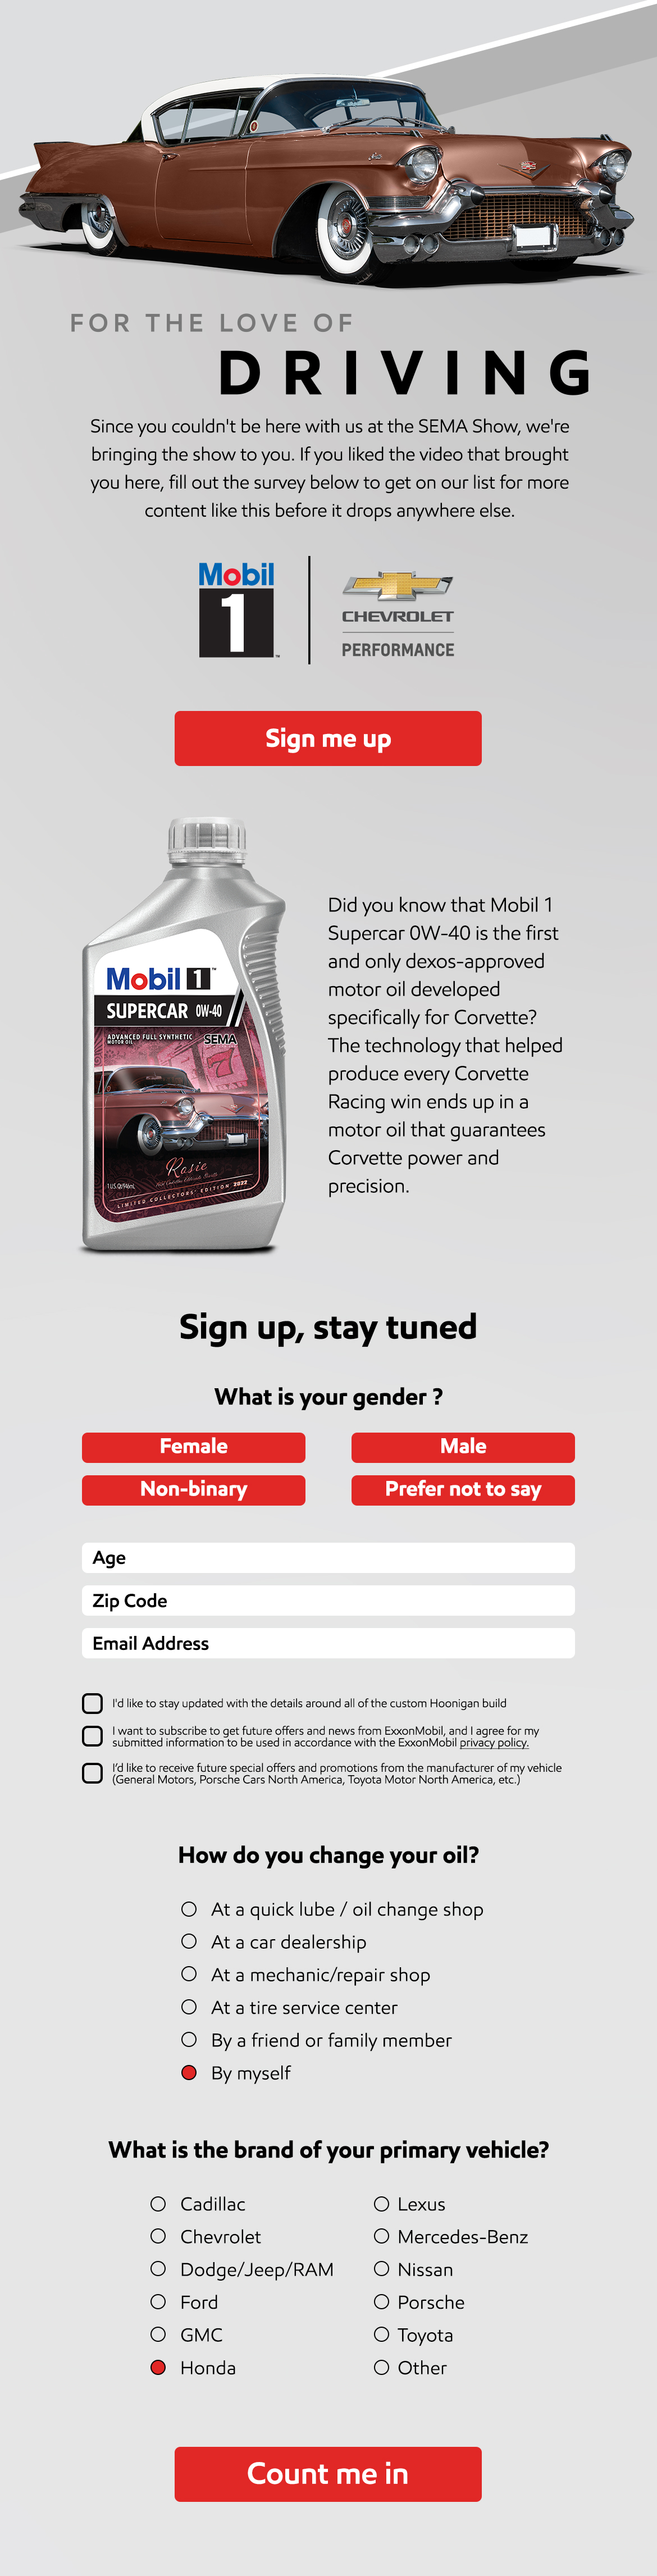 FOR THE LOVE OF
DRIVING
Since you couldn't be here with us at the SEMA Show, we're
bringing the show to you. If you liked the video that brought
you here, fill out the survey below to get on our list for more
content like this before it drops anywhere else.
Mobil
1
™
CHEVROLET
PERFORMANCE
Sign me up
Mobil 1™
SUPERCAR 0W-40
ADVANCED FULL SYNTHETIC
MOTOR OIL
SEMA
7
Rosie
1 U.S. Qt/946mL
LIMITED COLLECTORS' EDITION 2022
Did you know that Mobil 1
Supercar 0W-40 is the first
and only dexos-approved
motor oil developed
specifically for Corvette?
The technology that helped
produce every Corvette
Racing win ends up in a
motor oil that guarantees
Corvette power and
precision.
Sign up, stay tuned
What is your gender ?
Female
Male
Non-binary
Prefer not to say
Age
Zip Code
Email Address
I'd like to stay updated with the details around all of the custom Hoonigan build
I want to subscribe to get future offers and news from ExxonMobil, and I agree for my
submitted information to be used in accordance with the ExxonMobil privacy policy.
I'd like to receive future special offers and promotions from the manufacturer of my vehicle
(General Motors, Porsche Cars North America, Toyota Motor North America, etc.)
How do you change your oil?
At a quick lube / oil change shop
At a car dealership
At a mechanic/repair shop
At a tire service center
By a friend or family member
By myself
What is the brand of your primary vehicle?
Cadillac
Chevrolet
Dodge/Jeep/RAM
Ford
GMC
Honda
Lexus
Mercedes-Benz
Nissan
Porsche
Toyota
Other
Count me in